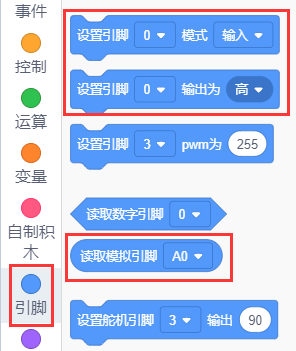 事件
控制
运算
变量
自制积
木
引脚
设置引脚 0 模式 输入
设置引脚 0 输出为 高
设置引脚 3 pwm为 255
读取数字引脚 0
读取模拟引脚 A0
设置舵机引脚 3 输出 90